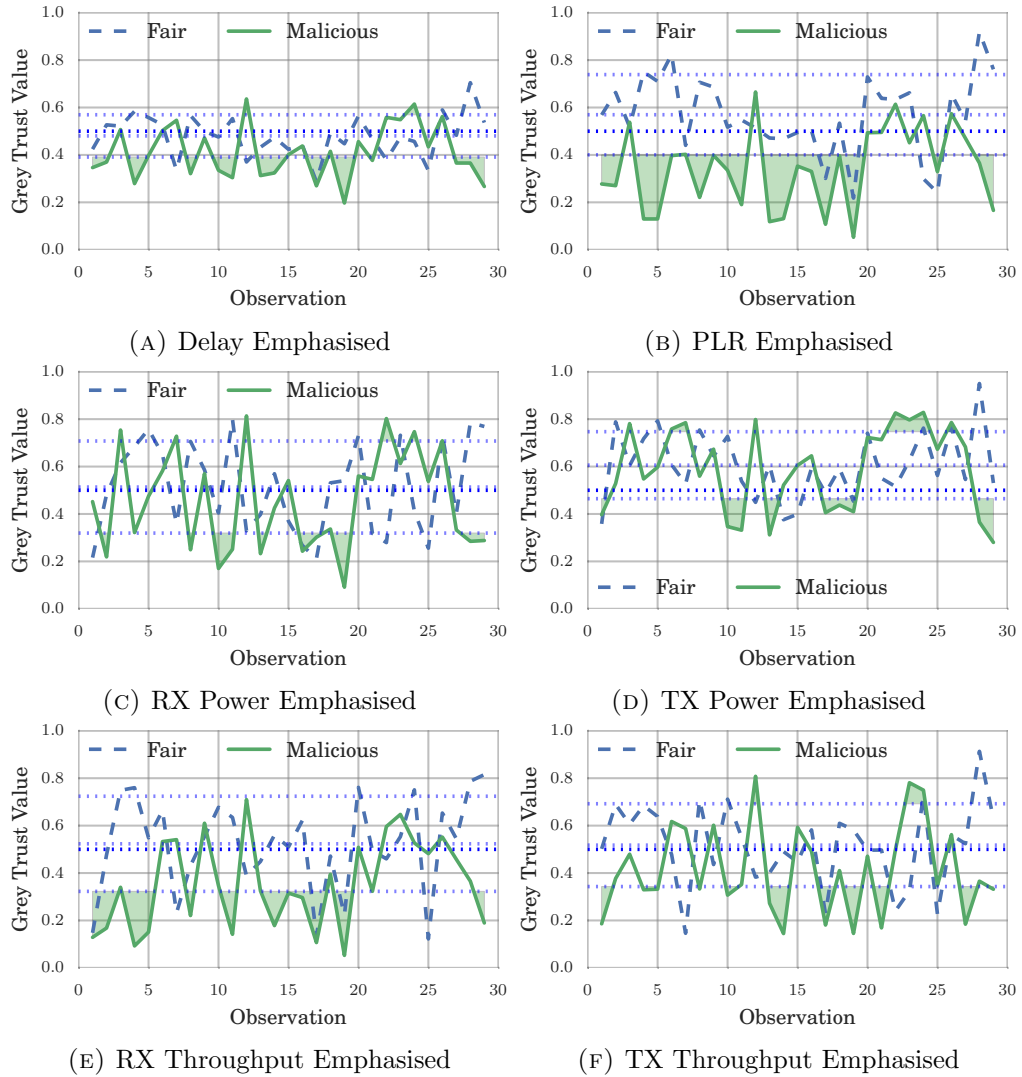 1.0
0.8
0.6
0.4
0.2
0.0
Grey Trust Value
Fair
Malicious
0 5 10 15 20 25 30
Observation
(A) Delay Emphasised
1.0
0.8
0.6
0.4
0.2
0.0
Grey Trust Value
Fair
Malicious
0 5 10 15 20 25 30
Observation
(B) PLR Emphasised
1.0
0.8
0.6
0.4
0.2
0.0
Grey Trust Value
Fair
Malicious
0 5 10 15 20 25 30
Observation
(C) RX Power Emphasised
1.0
0.8
0.6
0.4
0.2
0.0
Grey Trust Value
Fair
Malicious
0 5 10 15 20 25 30
Observation
(D) TX Power Emphasised
1.0
0.8
0.6
0.4
0.2
0.0
Grey Trust Value
Fair
Malicious
0 5 10 15 20 25 30
Observation
(E) RX Throughput Emphasised
1.0
0.8
0.6
0.4
0.2
0.0
Grey Trust Value
Fair
Malicious
0 5 10 15 20 25 30
Observation
(F) TX Throughput Emphasised